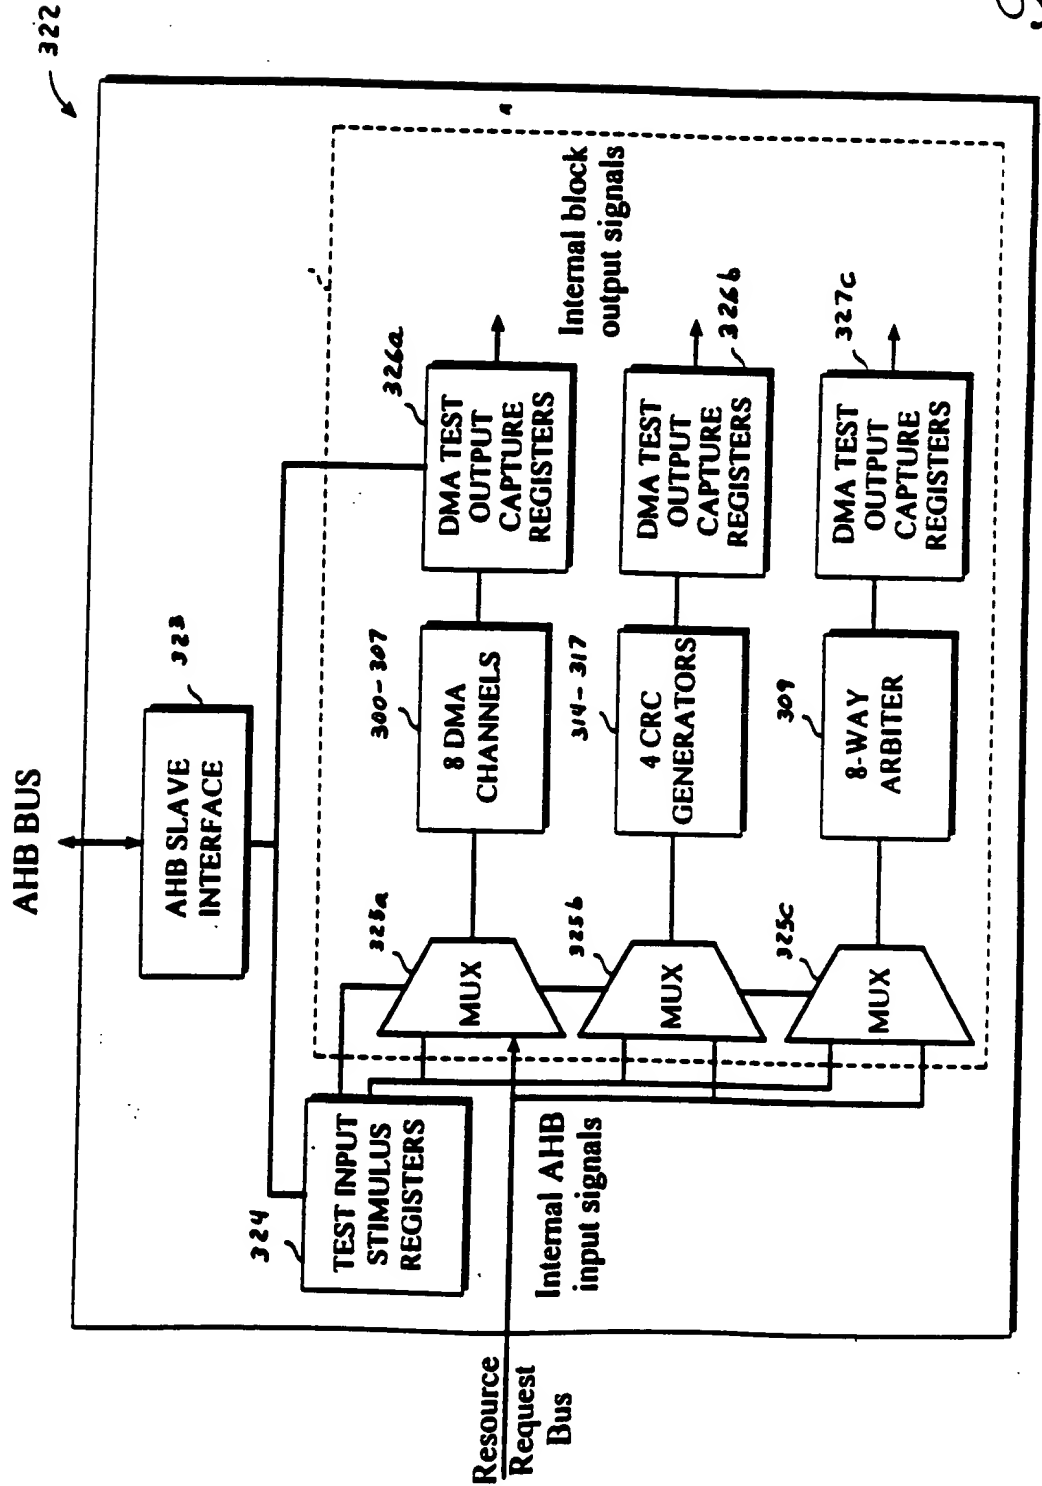 322
AHB BUS
323
AHB SLAVE
INTERFACE
324
TEST INPUT
STIMULUS
REGISTERS
Resource
Request
Bus
Internal AHB
input signals
325a
MUX
300-307
8 DMA
CHANNELS
326a
DMA TEST
OUTPUT
CAPTURE
REGISTERS
Internal block
output signals
325b
MUX
314-317
4 CRC
GENERATORS
326b
DMA TEST
OUTPUT
CAPTURE
REGISTERS
325c
MUX
309
8-WAY
ARBITER
327c
DMA TEST
OUTPUT
CAPTURE
REGISTERS